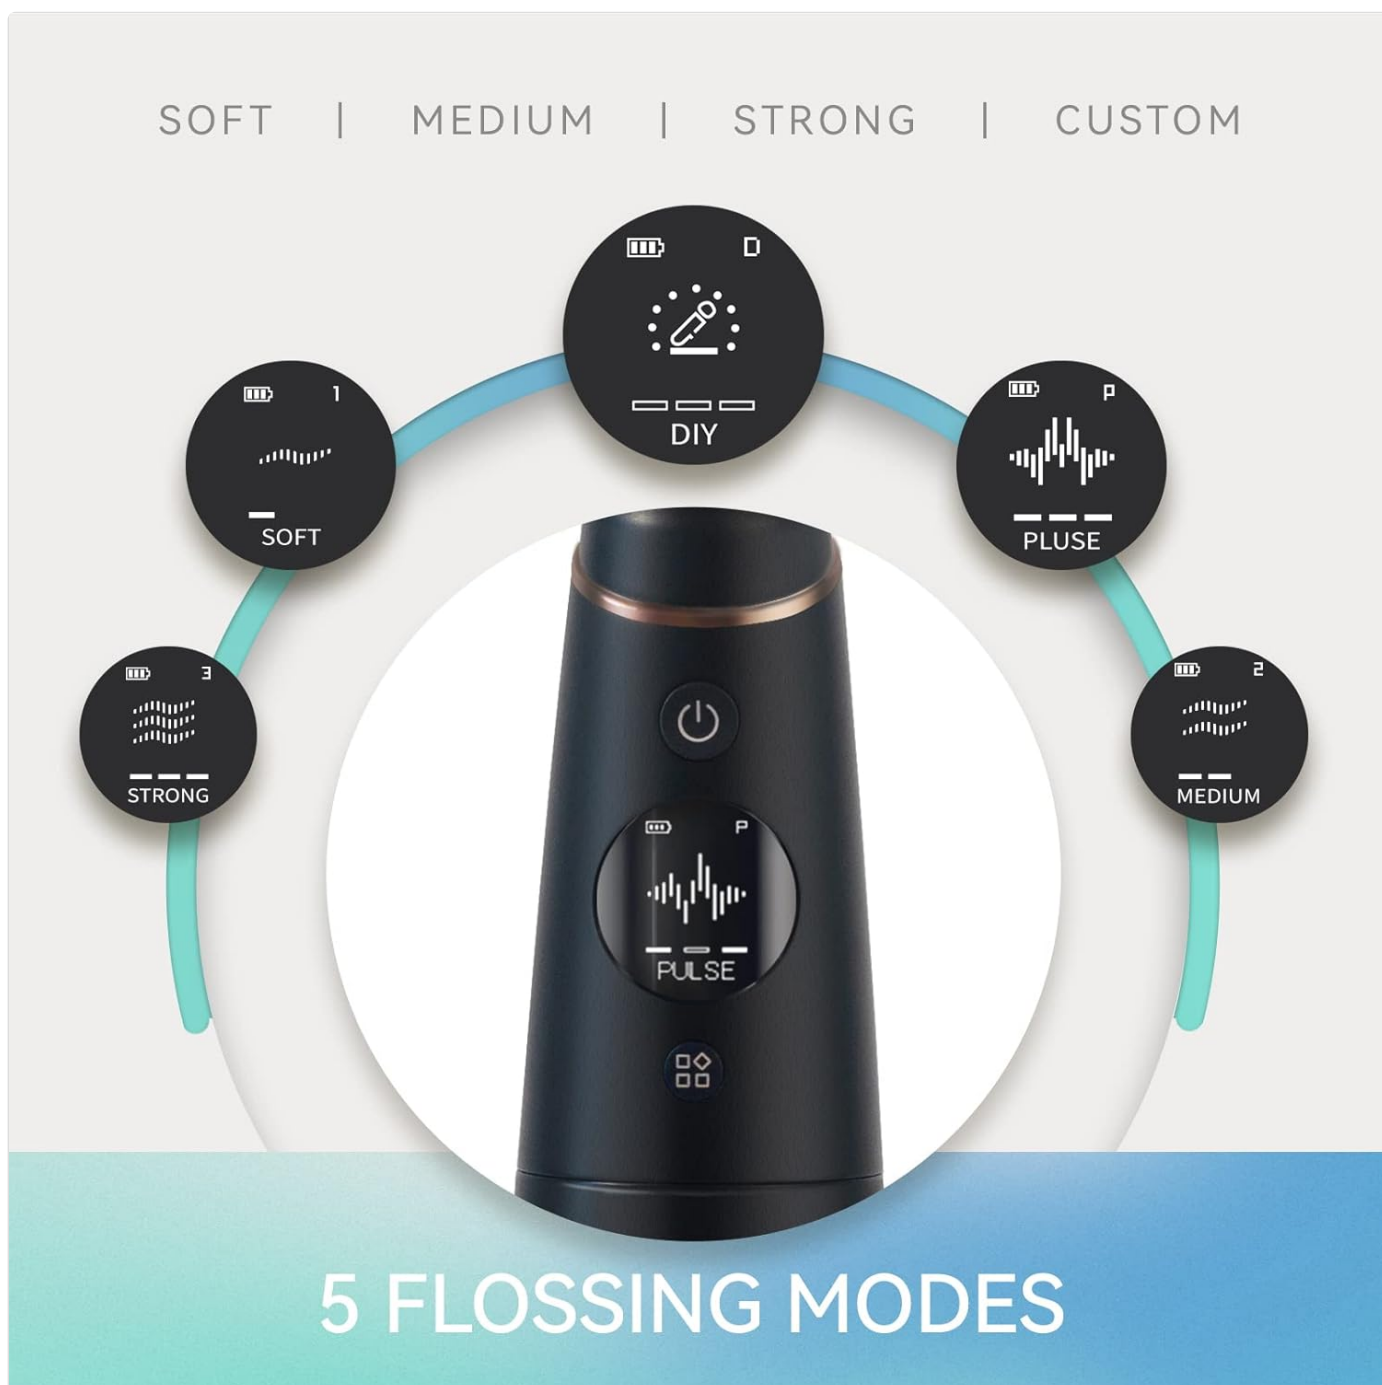 SOFT | MEDIUM | STRONG | CUSTOM
D
DIY
1
SOFT
P
PLUSE
3
STRONG
2
MEDIUM
P
PULSE
5 FLOSSING MODES